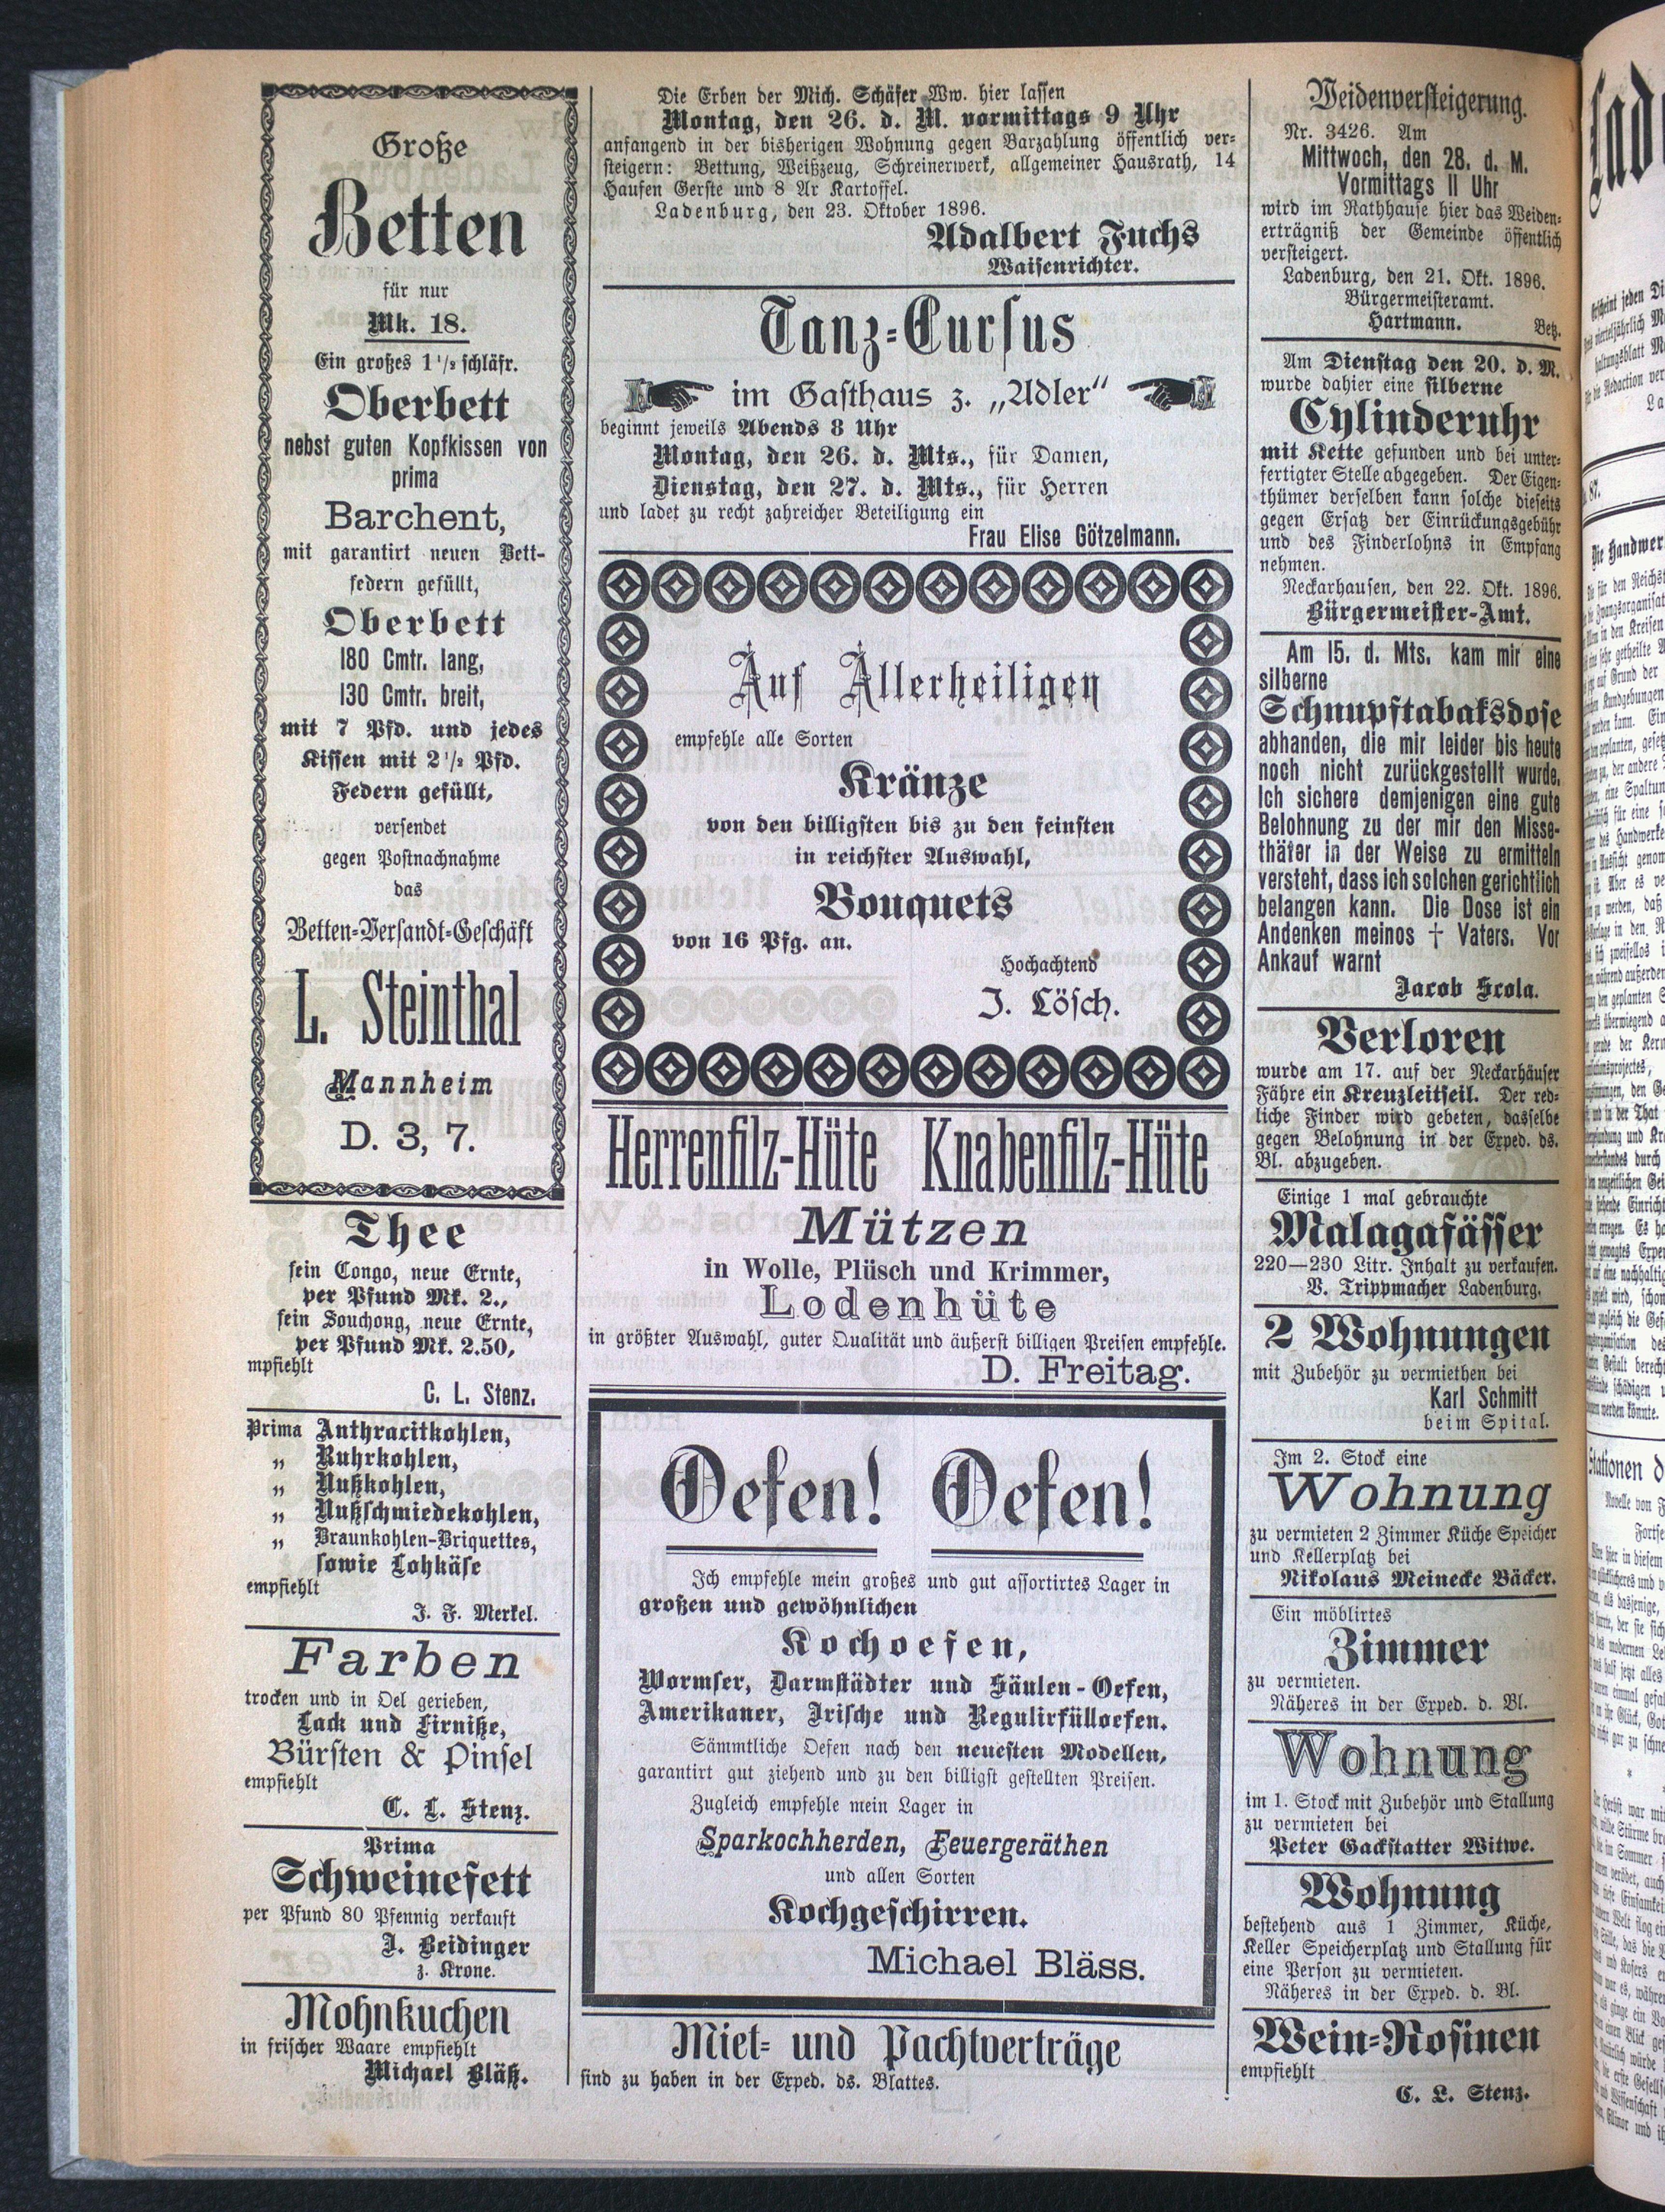 Große
Betten
für nur
Mk. 18.
Ein großes 1 1/2 schläfr.
Oberbett
nebst guten Kopfkissen von
prima
Barchent,
mit garantirt neuen Bett-
federn gefüllt,
Oberbett
180 Cmtr. lang,
130 Cmtr. breit,
mit 7 Pfd. und jedes
Kissen mit 2 1/2 Pfd.
Federn gefüllt,
versendet
gegen Postnachnahme
das
Betten-Versandt-Geschäft
L. Steinthal
Mannheim
D. 3, 7.
Thee
fein Congo, neue Ernte,
per Pfund Mk. 2.,
fein Souchong, neue Ernte,
per Pfund Mk. 2.50,
mpfiehlt
C. L. Stenz.
Prima Anthracitkohlen,
„ Ruhrkohlen,
„ Nußkohlen,
„ Nußschmiedekohlen,
„ Braunkohlen-Briquettes,
sowie Lohkäse
empfiehlt
J. F. Merkel.
Farben
trocken und in Oel gerieben,
Lack und Firniße,
Bürsten & Pinsel
empfiehlt
C. L. Stenz.
Prima
Schweinefett
per Pfund 80 Pfennig verkauft
J. Beidinger
z. Krone.
Mohnkuchen
in frischer Waare empfiehlt
Michael Bläß.
Die Erben der Mich. Schäfer Ww. hier lassen
Montag, den 26. d. M. vormittags 9 Uhr
anfangend in der bisherigen Wohnung gegen Barzahlung öffentlich ver-
steigern: Bettung, Weißzeug, Schreinerwerk, allgemeiner Hausrath, 14
Haufen Gerste und 8 Ar Kartoffel.
Ladenburg, den 23. Oktober 1896.
Adalbert Fuchs
Waisenrichter.
Tanz-Cursus
im Gasthaus z. „Adler“
beginnt jeweils Abends 8 Uhr
Montag, den 26. d. Mts., für Damen,
Dienstag, den 27. d. Mts., für Herren
und ladet zu recht zahreicher Beteiligung ein
Frau Elise Götzelmann.
Auf Allerheiligen
empfehle alle Sorten
Kränze
von den billigsten bis zu den feinsten
in reichster Auswahl,
Bouquets
von 16 Pfg. an.
Hochachtend
J. Lösch.
Herrenfilz-Hüte Knabenfilz-Hüte
Mützen
in Wolle, Plüsch und Krimmer,
Lodenhüte
in größter Auswahl, guter Qualität und äußerst billigen Preisen empfehle.
D. Freitag.
Oefen! Oefen!
Ich empfehle mein großes und gut assortirtes Lager in
großen und gewöhnlichen
Kochoefen,
Wormser, Darmstädter und Säulen-Oefen,
Amerikaner, Irische und Regulirfülloefen.
Sämmtliche Oefen nach den neuesten Modellen,
garantirt gut ziehend und zu den billigst gestellten Preisen.
Zugleich empfehle mein Lager in
Sparkochherden, Feuergeräthen
und allen Sorten
Kochgeschirren.
Michael Bläss.
Miet- und Pachtverträge
sind zu haben in der Exped. ds. Blattes.
Weidenversteigerung.
Nr. 3426. Am
Mittwoch, den 28. d. M.
Vormittags 11 Uhr
wird im Rathhause hier das Weiden-
erträgniß der Gemeinde öffentlich
versteigert.
Ladenburg, den 21. Okt. 1896.
Bürgermeisteramt.
Hartmann. Betz.
Am Dienstag den 20. d. M.
wurde dahier eine silberne
Cylinderuhr
mit Kette gefunden und bei unter-
fertigter Stelle abgegeben. Der Eigen-
thümer derselben kann solche dieseits
gegen Ersatz der Einrückungsgebühr
und des Finderlohns in Empfang
nehmen.
Neckarhausen, den 22. Okt. 1896.
Bürgermeister-Amt.
Am 15. d. Mts. kam mir eine
silberne
Schnupftabaksdose
abhanden, die mir leider bis heute
noch nicht zurückgestellt wurde.
Ich sichere demjenigen eine gute
Belohnung zu der mir den Misse-
thäter in der Weise zu ermitteln
versteht, dass ich solchen gerichtlich
belangen kann. Die Dose ist ein
Andenken meinos † Vaters. Vor
Ankauf warnt
Jacob Scola.
Verloren
wurde am 17. auf der Neckarhäuser
Fähre ein Kreuzleitseil. Der red-
liche Finder wird gebeten, dasselbe
gegen Belohnung in der Exped. ds.
Bl. abzugeben.
Einige 1 mal gebrauchte
Malagafässer
220—230 Litr. Inhalt zu verkaufen.
V. Trippmacher Ladenburg.
2 Wohnungen
mit Zubehör zu vermiethen bei
Karl Schmitt
beim Spital.
Im 2. Stock eine
Wohnung
zu vermieten 2 Zimmer Küche Speicher
und Kellerplatz bei
Nikolaus Meinecke Bäcker.
Ein möblirtes
Zimmer
zu vermieten.
Näheres in der Exped. d. Bl.
Wohnung
im 1. Stock mit Zubehör und Stallung
zu vermieten bei
Peter Gackstatter Witwe.
Wohnung
bestehend aus 1 Zimmer, Küche,
Keller Speicherplatz und Stallung für
eine Person zu vermieten.
Näheres in der Exped. d. Bl.
Wein-Rosinen
empfiehlt
C. L. Stenz.